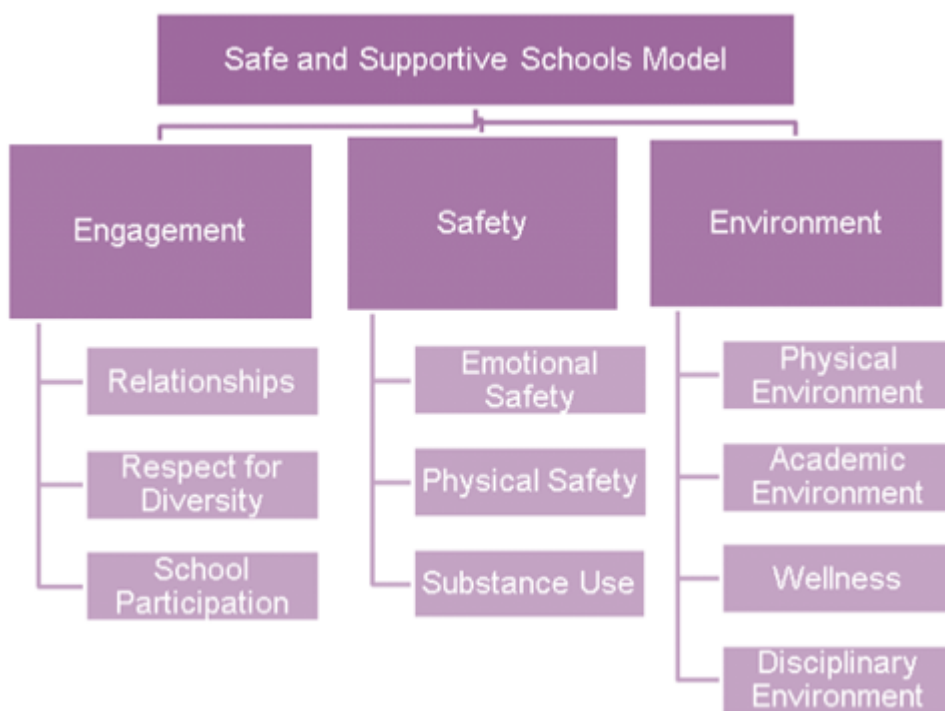 Safe and Supportive Schools Model
Engagement
Relationships
Respect for
Diversity
School
Participation
Safety
Emotional
Safety
Physical Safety
Substance Use
Environment
Physical
Environment
Academic
Environment
Wellness
Disciplinary
Environment